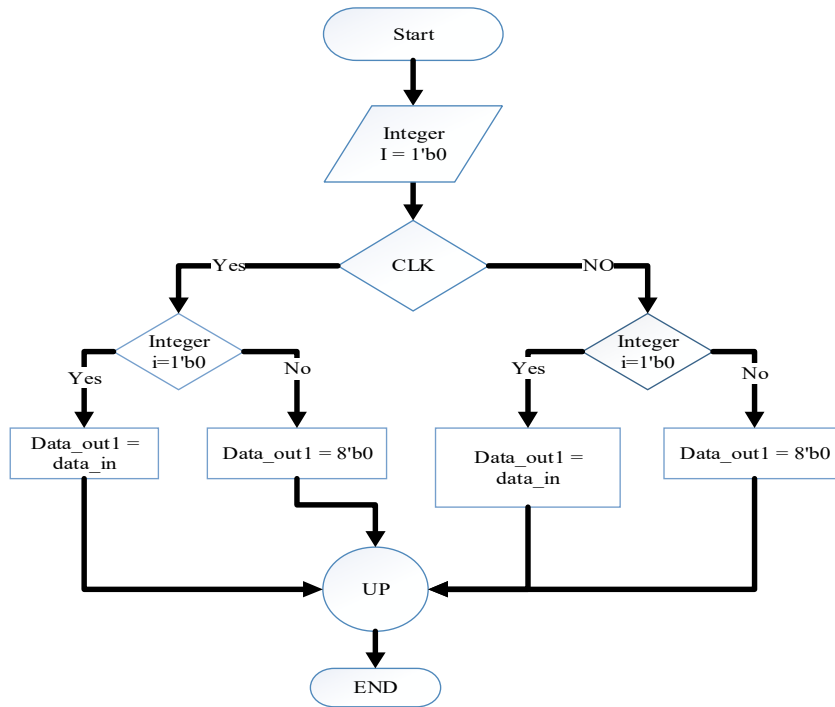 Start
Integer
I = 1'b0
CLK
Yes
NO
Integer
i=1'b0
Integer
i=1'b0
Yes
No
Yes
No
Data_out1 =
data_in
Data_out1 = 8'b0
Data_out1 =
data_in
Data_out1 = 8'b0
UP
END